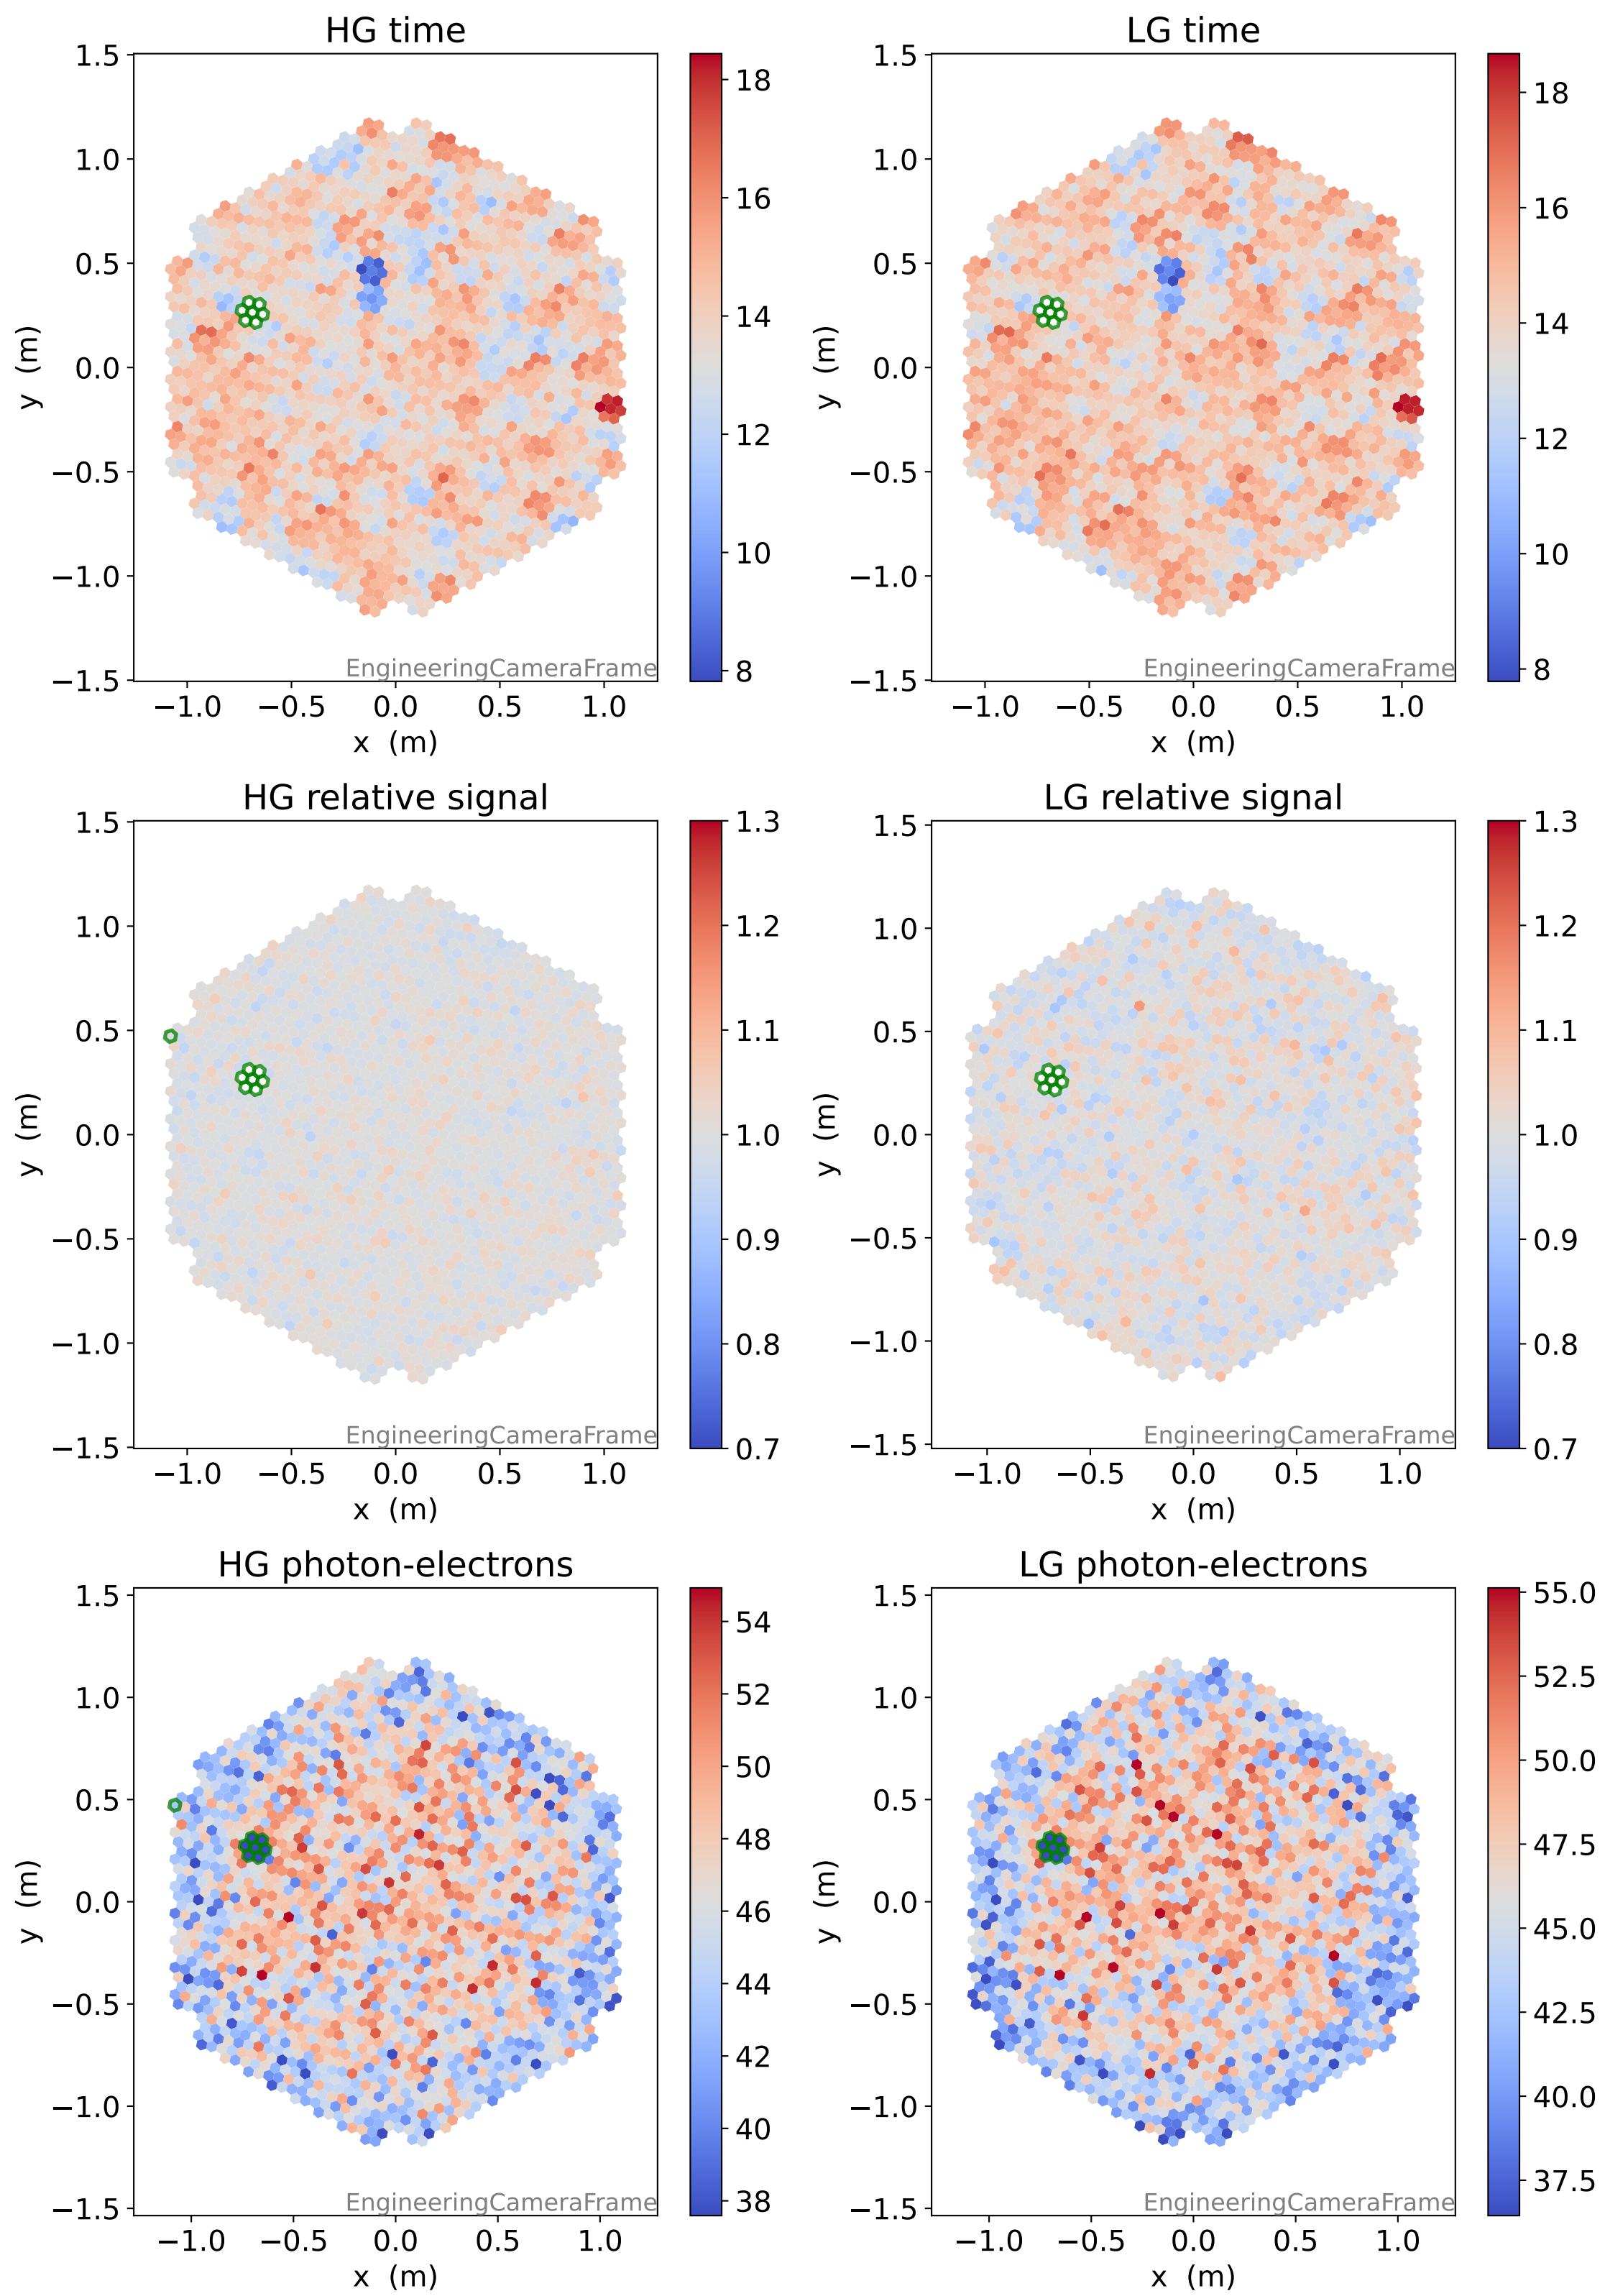 HG time
1.5
1.0
0.5
0.0
−0.5
−1.0
−1.5
y (m)
−1.0 −0.5 0.0 0.5 1.0
x (m)
EngineeringCameraFrame
18
16
14
12
10
8
LG time
1.5
1.0
0.5
0.0
−0.5
−1.0
−1.5
y (m)
−1.0 −0.5 0.0 0.5 1.0
x (m)
EngineeringCameraFrame
18
16
14
12
10
8
HG relative signal
1.5
1.0
0.5
0.0
−0.5
−1.0
−1.5
y (m)
−1.0 −0.5 0.0 0.5 1.0
x (m)
EngineeringCameraFrame
1.3
1.2
1.1
1.0
0.9
0.8
0.7
LG relative signal
1.5
1.0
0.5
0.0
−0.5
−1.0
−1.5
y (m)
−1.0 −0.5 0.0 0.5 1.0
x (m)
EngineeringCameraFrame
1.3
1.2
1.1
1.0
0.9
0.8
0.7
HG photon-electrons
1.5
1.0
0.5
0.0
−0.5
−1.0
−1.5
y (m)
−1.0 −0.5 0.0 0.5 1.0
x (m)
EngineeringCameraFrame
54
52
50
48
46
44
42
40
38
LG photon-electrons
1.5
1.0
0.5
0.0
−0.5
−1.0
−1.5
y (m)
−1.0 −0.5 0.0 0.5 1.0
x (m)
EngineeringCameraFrame
55.0
52.5
50.0
47.5
45.0
42.5
40.0
37.5